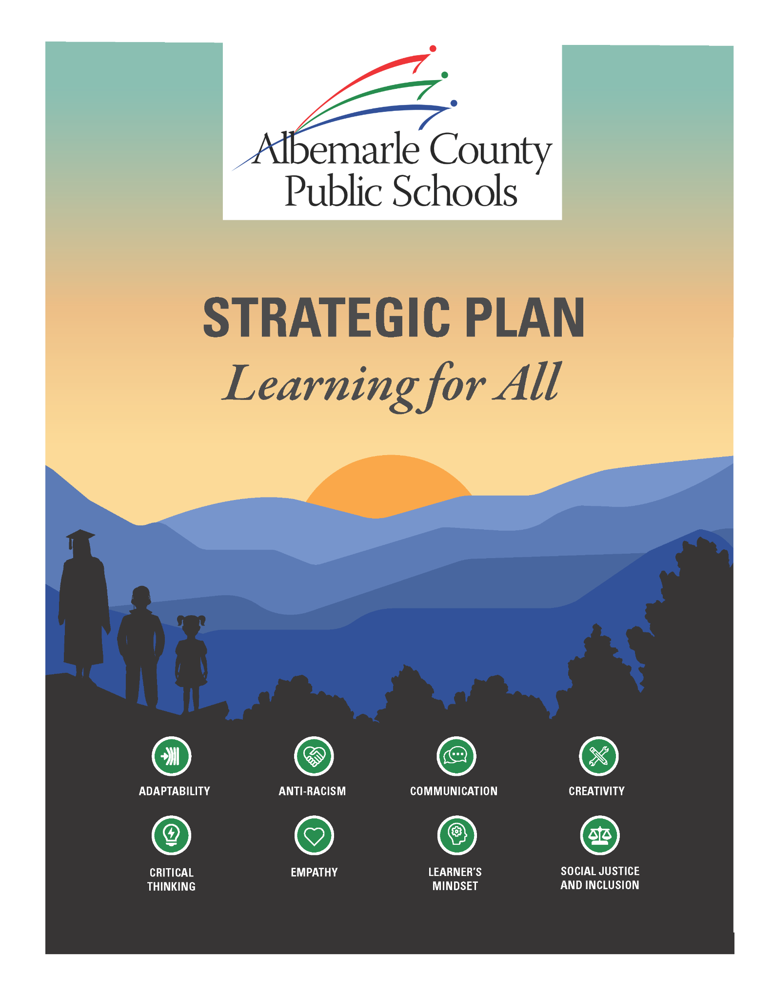 Albemarle County
Public Schools
STRATEGIC PLAN
Learning for All
ADAPTABILITY
ANTI-RACISM
COMMUNICATION
CREATIVITY
CRITICAL
THINKING
EMPATHY
LEARNER'S
MINDSET
SOCIAL JUSTICE
AND INCLUSION